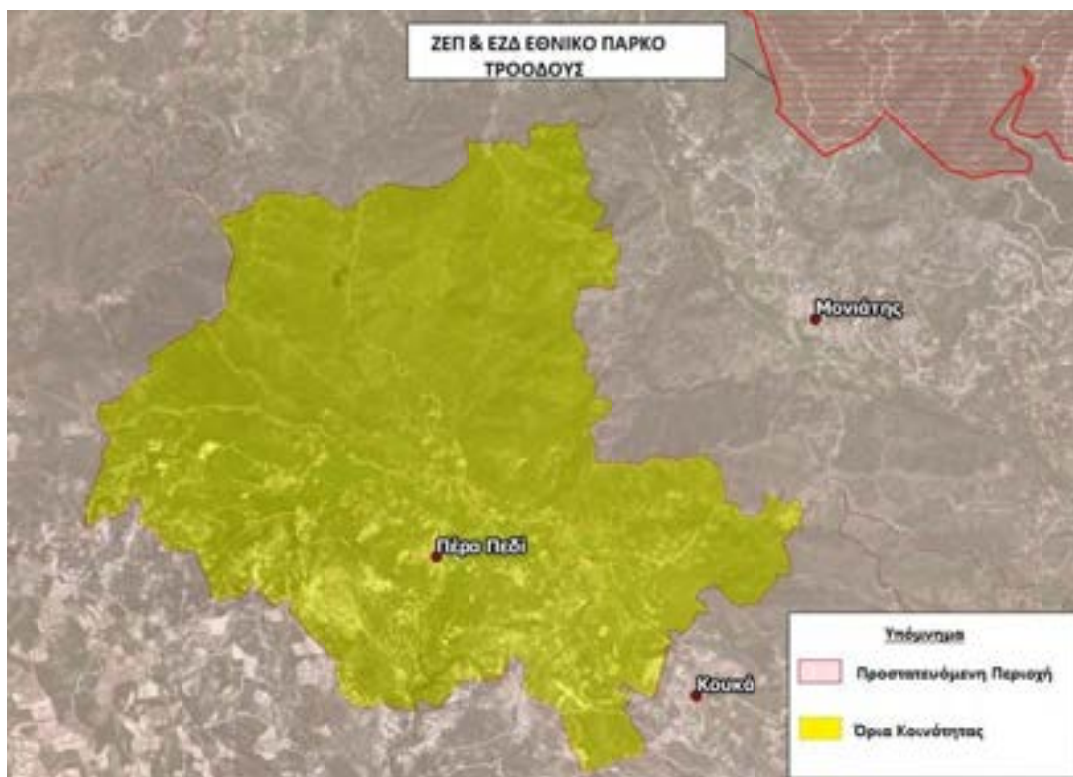 ΖΕΠ & ΕΖΔ ΕΘΝΙΚΟ ΠΑΡΚΟ
ΤΡΟΟΔΟΥΣ
Μονιάτης
Πέρα Πεδί
Κουκά
Υπόμνημα
Προστατευόμενη Περιοχή
Όρια Κοινότητας